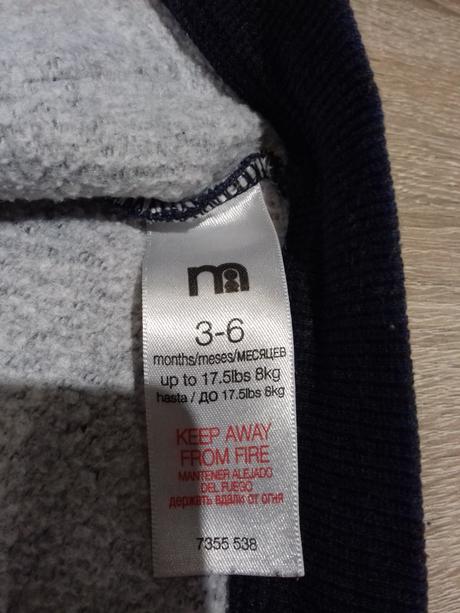 m
3-6
months/meses/МЕСЯЦЕВ
up to 17.5lbs 8kg
hasta / ДО 17.5lbs 8kg
KEEP AWAY
FROM FIRE
MANTENER ALEJADO
DEL FUEGO
держать вдали от огня
7355 538